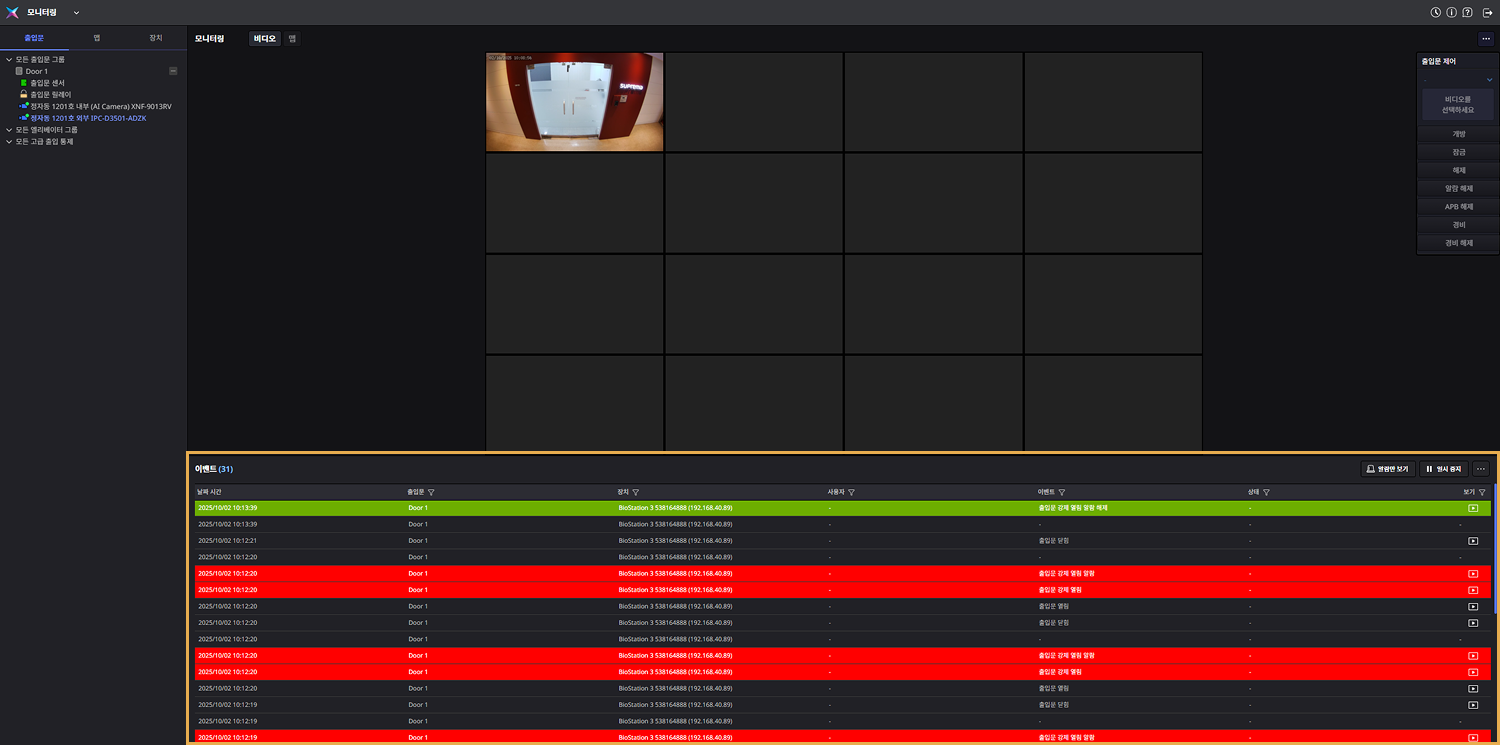 모니터링
출입문 맵 장치
모든 출입문 그룹
Door 1
출입문 센서
출입문 릴레이
정자동 1201호 내부 (AI Camera) XNF-9013RV
정자동 1201호 외부 IPC-D3501-ADZK
모든 엘리베이터 그룹
모든 고급 출입 통제
모니터링 비디오 맵
suprema
출입문 제어
-
비디오를
선택하세요
개방
잠금
해제
알람 해제
APB 해제
경비
경비 해제
이벤트 (31) 알람만 보기 일시 중지
날짜 시간 출입문 장치 사용자 이벤트 상태 보기
2025/10/02 10:13:39 Door 1 BioStation 3 538164888 (192.168.40.89) - 출입문 강제 열림 알람 해제 -
2025/10/02 10:13:39 Door 1 BioStation 3 538164888 (192.168.40.89) - - - -
2025/10/02 10:12:21 Door 1 BioStation 3 538164888 (192.168.40.89) - 출입문 닫힘 -
2025/10/02 10:12:20 Door 1 BioStation 3 538164888 (192.168.40.89) - - - -
2025/10/02 10:12:20 Door 1 BioStation 3 538164888 (192.168.40.89) - 출입문 강제 열림 알람 -
2025/10/02 10:12:20 Door 1 BioStation 3 538164888 (192.168.40.89) - 출입문 강제 열림 -
2025/10/02 10:12:20 Door 1 BioStation 3 538164888 (192.168.40.89) - 출입문 열림 -
2025/10/02 10:12:20 Door 1 BioStation 3 538164888 (192.168.40.89) - 출입문 닫힘 -
2025/10/02 10:12:20 Door 1 BioStation 3 538164888 (192.168.40.89) - - - -
2025/10/02 10:12:20 Door 1 BioStation 3 538164888 (192.168.40.89) - 출입문 강제 열림 알람 -
2025/10/02 10:12:20 Door 1 BioStation 3 538164888 (192.168.40.89) - 출입문 강제 열림 -
2025/10/02 10:12:20 Door 1 BioStation 3 538164888 (192.168.40.89) - 출입문 열림 -
2025/10/02 10:12:19 Door 1 BioStation 3 538164888 (192.168.40.89) - 출입문 닫힘 -
2025/10/02 10:12:19 Door 1 BioStation 3 538164888 (192.168.40.89) - - - -
2025/10/02 10:12:19 Door 1 BioStation 3 538164888 (192.168.40.89) - 출입문 강제 열림 알람 -